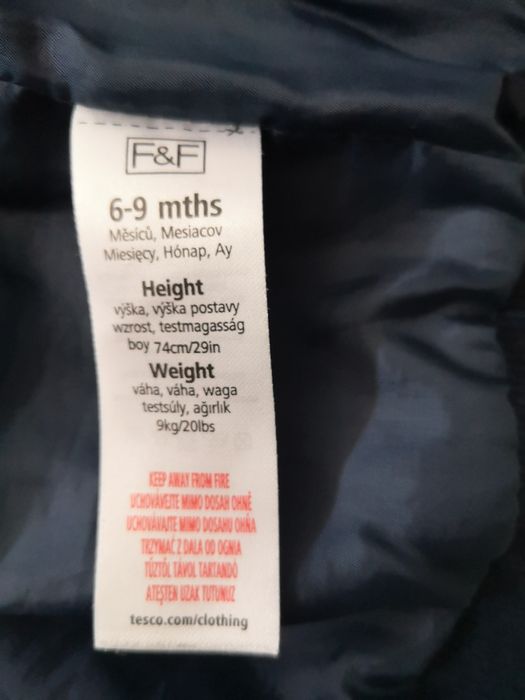 F&F
6-9 mths
Měsíců, Mesiacov
Miesięcy, Hónap, Ay
Height
výška, výška postavy
wzrost, testmagasság
boy 74cm/29in
Weight
váha, váha, waga
testsúly, ağırlık
9kg/20lbs
KEEP AWAY FROM FIRE
UCHOVÁVEJTE MIMO DOSAH OHNĚ
UCHOVÁVAJTE MIMO DOSAHU OHŇA
TRZYMAĆ Z DALA OD OGNIA
TŰZTŐL TÁVOL TARTANDÓ
ATEŞTEN UZAK TUTUNUZ
tesco.com/clothing